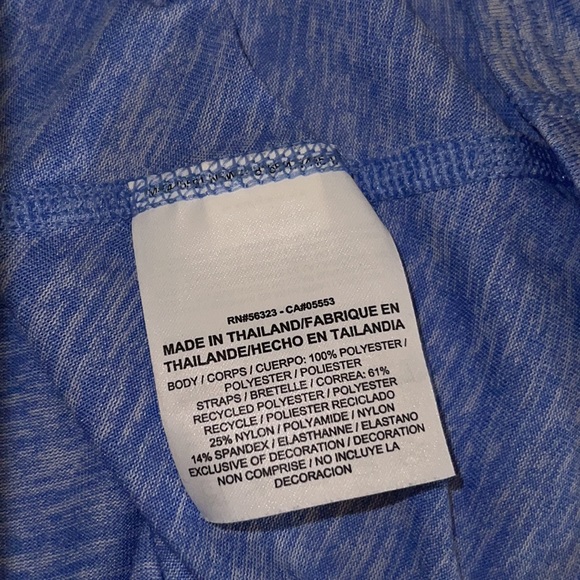 RN#56323 - CA#05553
MADE IN THAILAND/FABRIQUE EN
THAILANDE/HECHO EN TAILANDIA
BODY / CORPS / CUERPO: 100% POLYESTER /
POLYESTER / POLIESTER
STRAPS / BRETELLE / CORREA: 61%
RECYCLED POLYESTER / POLYESTER
RECYCLE / POLIESTER RECICLADO
25% NYLON / POLYAMIDE / NYLON
14% SPANDEX / ELASTHANNE / ELASTANO
EXCLUSIVE OF DECORATION / DECORATION
NON COMPRISE / NO INCLUYE LA
DECORACION